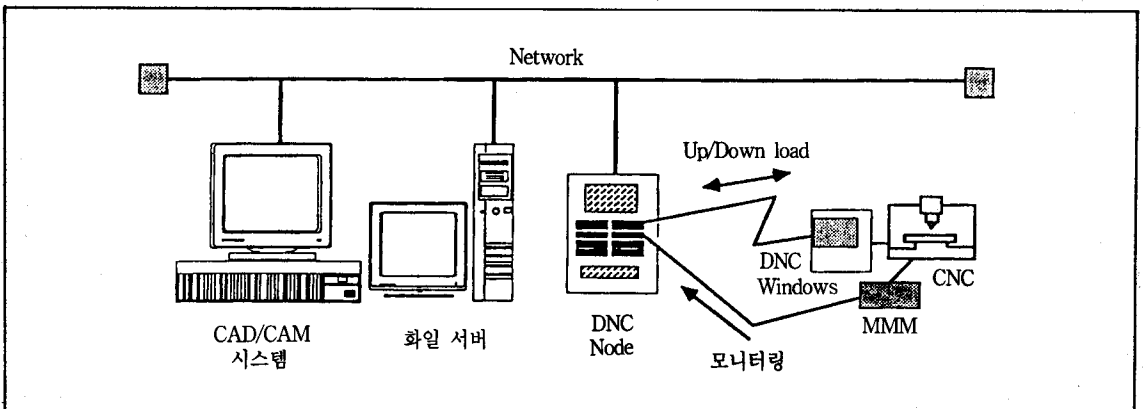 Network
Up/Down load
CAD/CAM
시스템
화일 서버
DNC
Node
DNC
Windows
CNC
MMM
모니터링